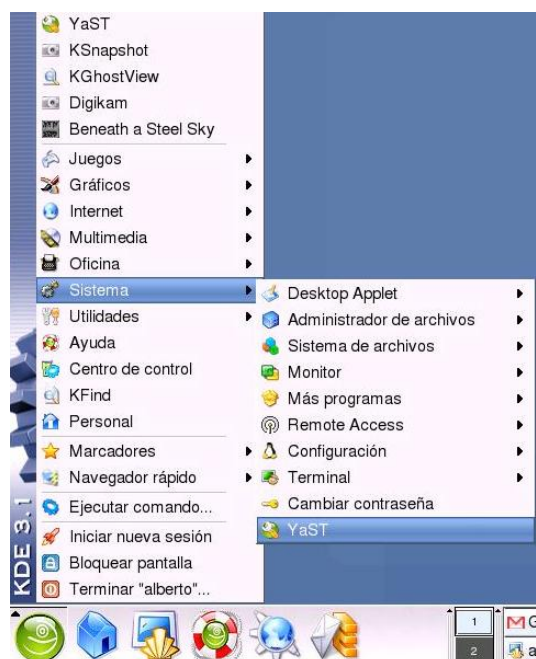 YaST
KSnapshot
KGhostView
Digikam
Beneath a Steel Sky
Juegos
Gráficos
Internet
Multimedia
Oficina
Sistema
Utilidades
Ayuda
Centro de control
KFind
Personal
Marcadores
Navegador rápido
Ejecutar comando...
Iniciar nueva sesión
Bloquear pantalla
Terminar "alberto"...
KDE 3.1
Desktop Applet
Administrador de archivos
Sistema de archivos
Monitor
Más programas
Remote Access
Configuración
Terminal
Cambiar contraseña
YaST
1
2
G
a